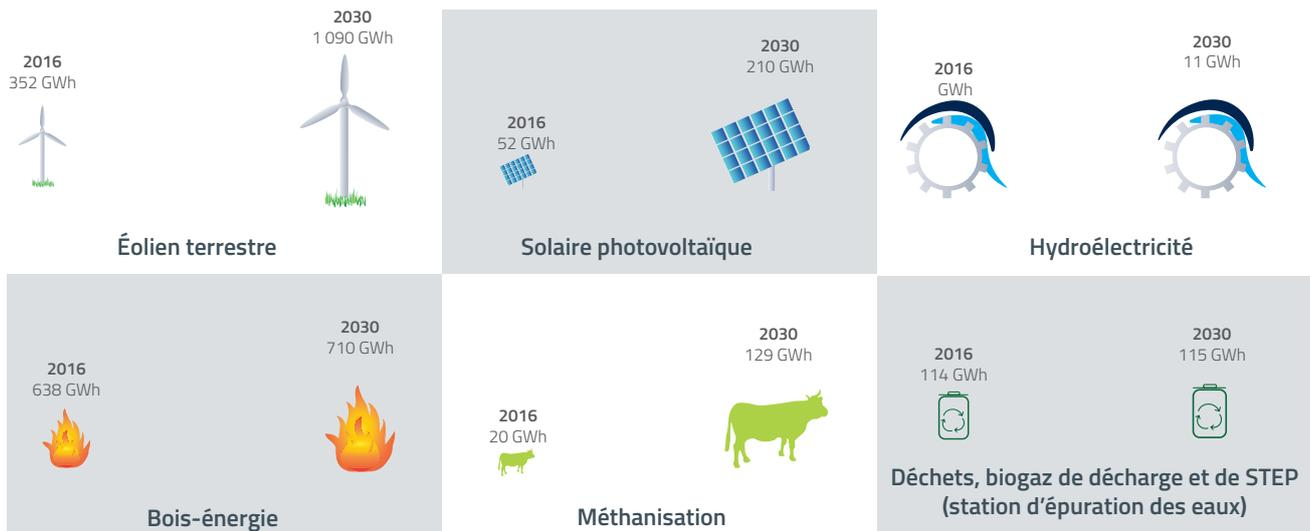 2016
352 GWh
2030
1 090 GWh
Éolien terrestre
2016
52 GWh
2030
210 GWh
Solaire photovoltaïque
2016
GWh
2030
11 GWh
Hydroélectricité
2016
638 GWh
2030
710 GWh
Bois-énergie
2016
20 GWh
2030
129 GWh
Méthanisation
2016
114 GWh
2030
115 GWh
Déchets, biogaz de décharge et de STEP
(station d'épuration des eaux)